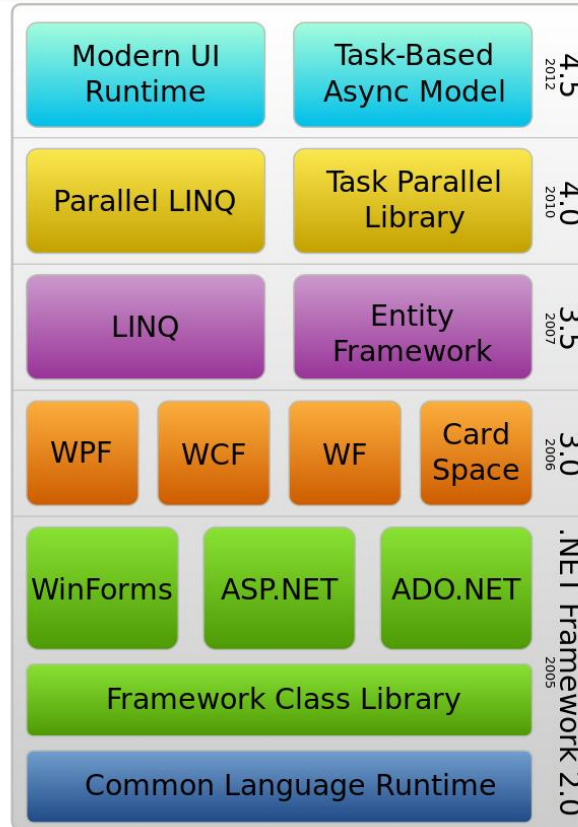 Modern UI
Runtime
Task-Based
Async Model
4.5
2012
Parallel LINQ
Task Parallel
Library
4.0
2010
LINQ
Entity
Framework
3.5
2007
WPF
WCF
WF
Card
Space
3.0
2006
WinForms
ASP.NET
ADO.NET
Framework Class Library
Common Language Runtime
.NET Framework 2.0
2005